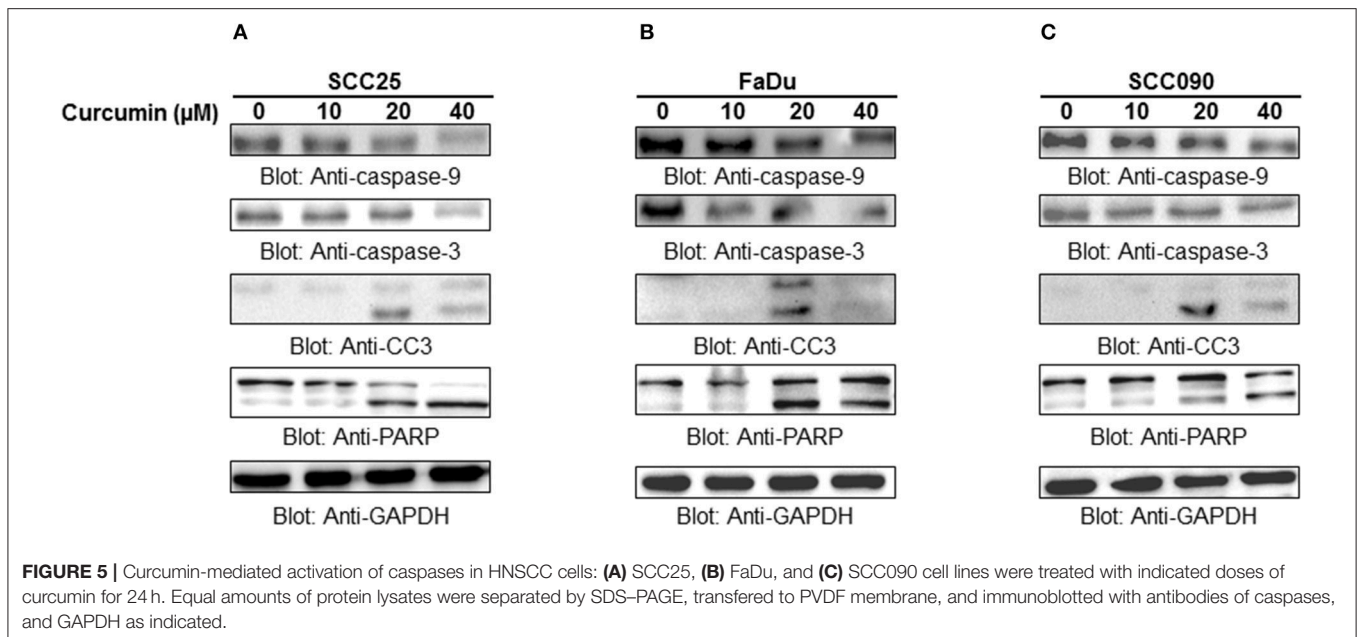 A
B
C
SCC25
FaDu
SCC090
Curcumin (µM) 0 10 20 40
0 10 20 40
0 10 20 40
Blot: Anti-caspase-9
Blot: Anti-caspase-9
Blot: Anti-caspase-9
Blot: Anti-caspase-3
Blot: Anti-caspase-3
Blot: Anti-caspase-3
Blot: Anti-CC3
Blot: Anti-CC3
Blot: Anti-CC3
Blot: Anti-PARP
Blot: Anti-PARP
Blot: Anti-PARP
Blot: Anti-GAPDH
Blot: Anti-GAPDH
Blot: Anti-GAPDH
FIGURE 5 | Curcumin-mediated activation of caspases in HNSCC cells: (A) SCC25, (B) FaDu, and (C) SCC090 cell lines were treated with indicated doses of
curcumin for 24 h. Equal amounts of protein lysates were separated by SDS–PAGE, transfered to PVDF membrane, and immunoblotted with antibodies of caspases,
and GAPDH as indicated.